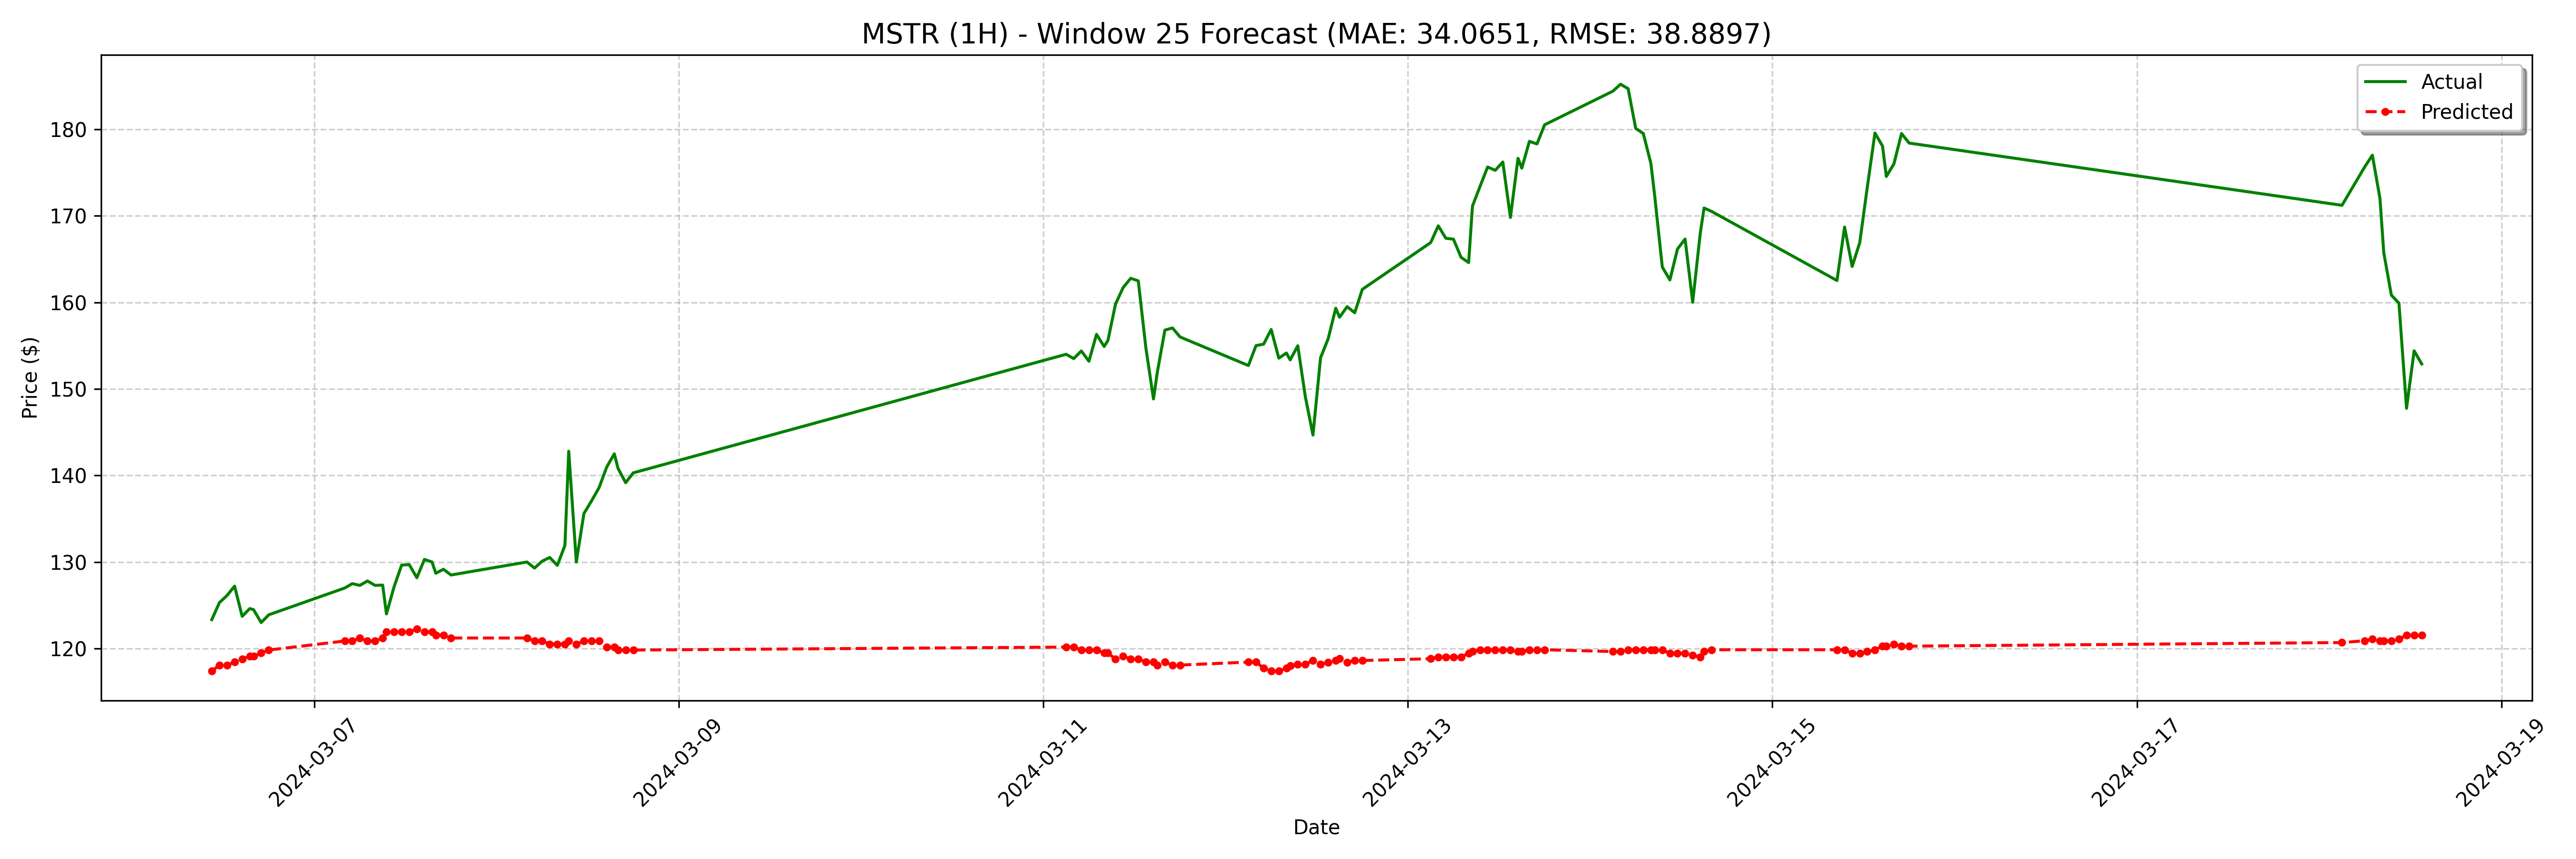 MSTR (1H) - Window 25 Forecast (MAE: 34.0651, RMSE: 38.8897)
Actual
Predicted
Price ($)
180
170
160
150
140
130
120
2024-03-07
2024-03-09
2024-03-11
2024-03-13
2024-03-15
2024-03-17
2024-03-19
Date